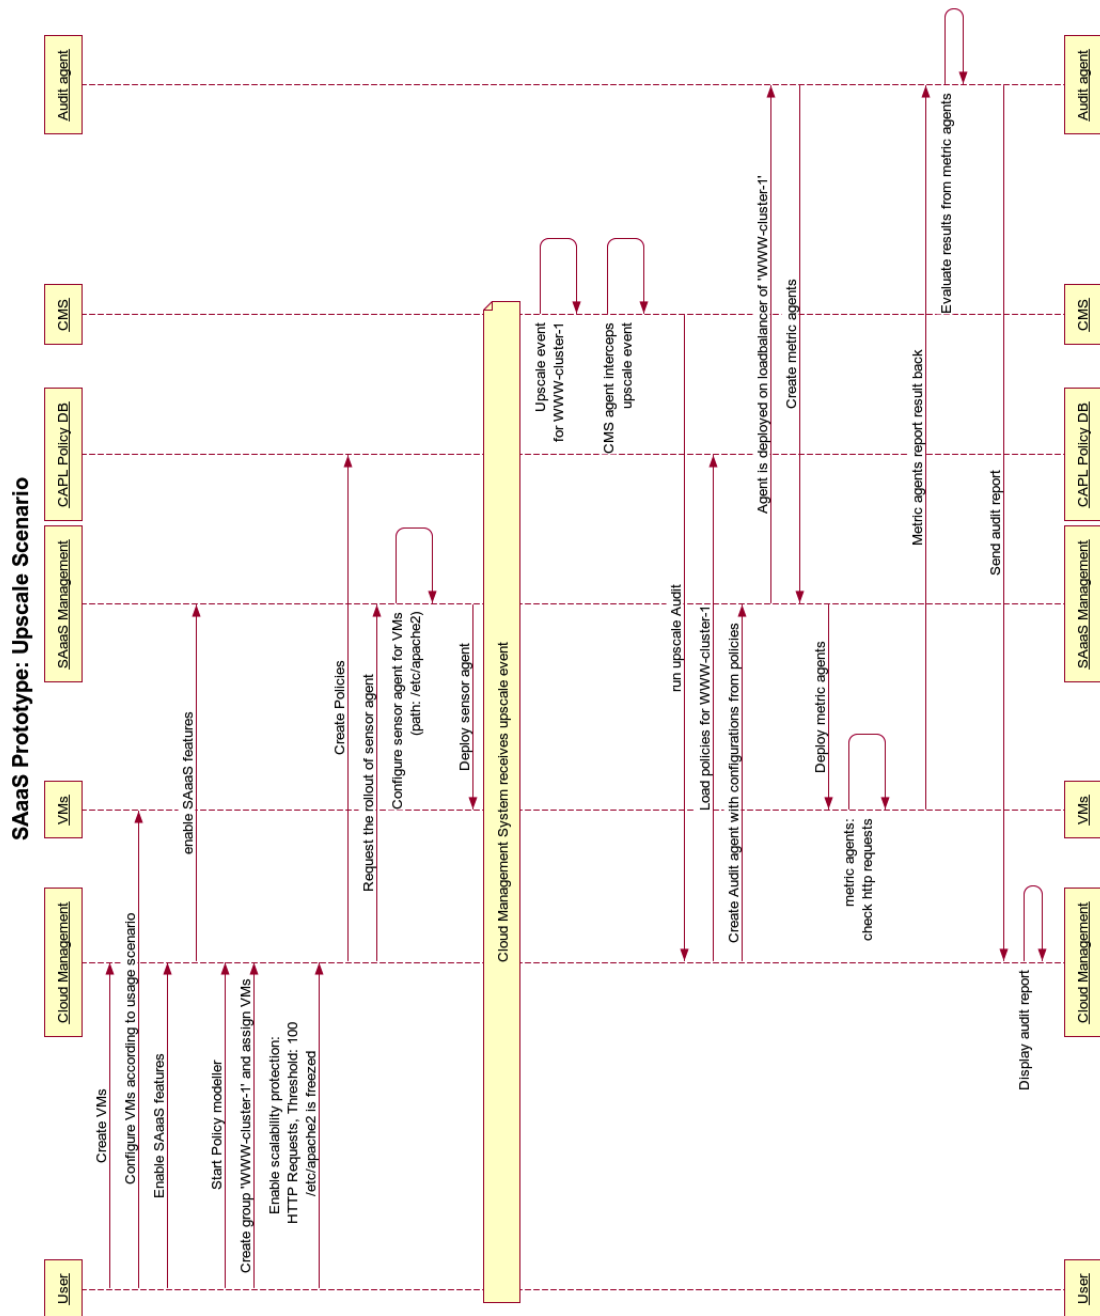 SAaaS Prototype: Upscale Scenario
User
Cloud Management
VMs
SAaaS Management
CAPL Policy DB
CMS
Audit agent
Create VMs
Configure VMs according to usage scenario
Enable SAaaS features
enable SAaaS features
Start Policy modeller
Create group 'WWW-cluster-1' and assign VMs
Enable scalability protection:
HTTP Requests, Threshold: 100
/etc/apache2 is freezed
Create Policies
Request the rollout of sensor agent
Configure sensor agent for VMs
(path: /etc/apache2)
Deploy sensor agent
Cloud Management System receives upscale event
Upscale event
for WWW-cluster-1
CMS agent interceps
upscale event
run upscale Audit
Load policies for WWW-cluster-1
Create Audit agent with configurations from policies
Agent is deployed on loadbalancer of 'WWW-cluster-1'
Create metric agents
Deploy metric agents
metric agents:
check http requests
Metric agents report result back
Evaluate results from metric agents
Send audit report
Display audit report
User
Cloud Management
VMs
SAaaS Management
CAPL Policy DB
CMS
Audit agent